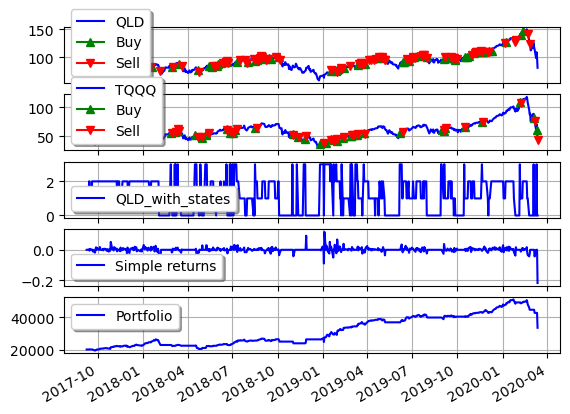 150
100
QLD
Buy
Sell
100
50
TQQQ
Buy
Sell
2
0
QLD_with_states
0.0
−0.2
Simple returns
40000
20000
Portfolio
2017-10
2018-01
2018-04
2018-07
2018-10
2019-01
2019-04
2019-07
2019-10
2020-01
2020-04